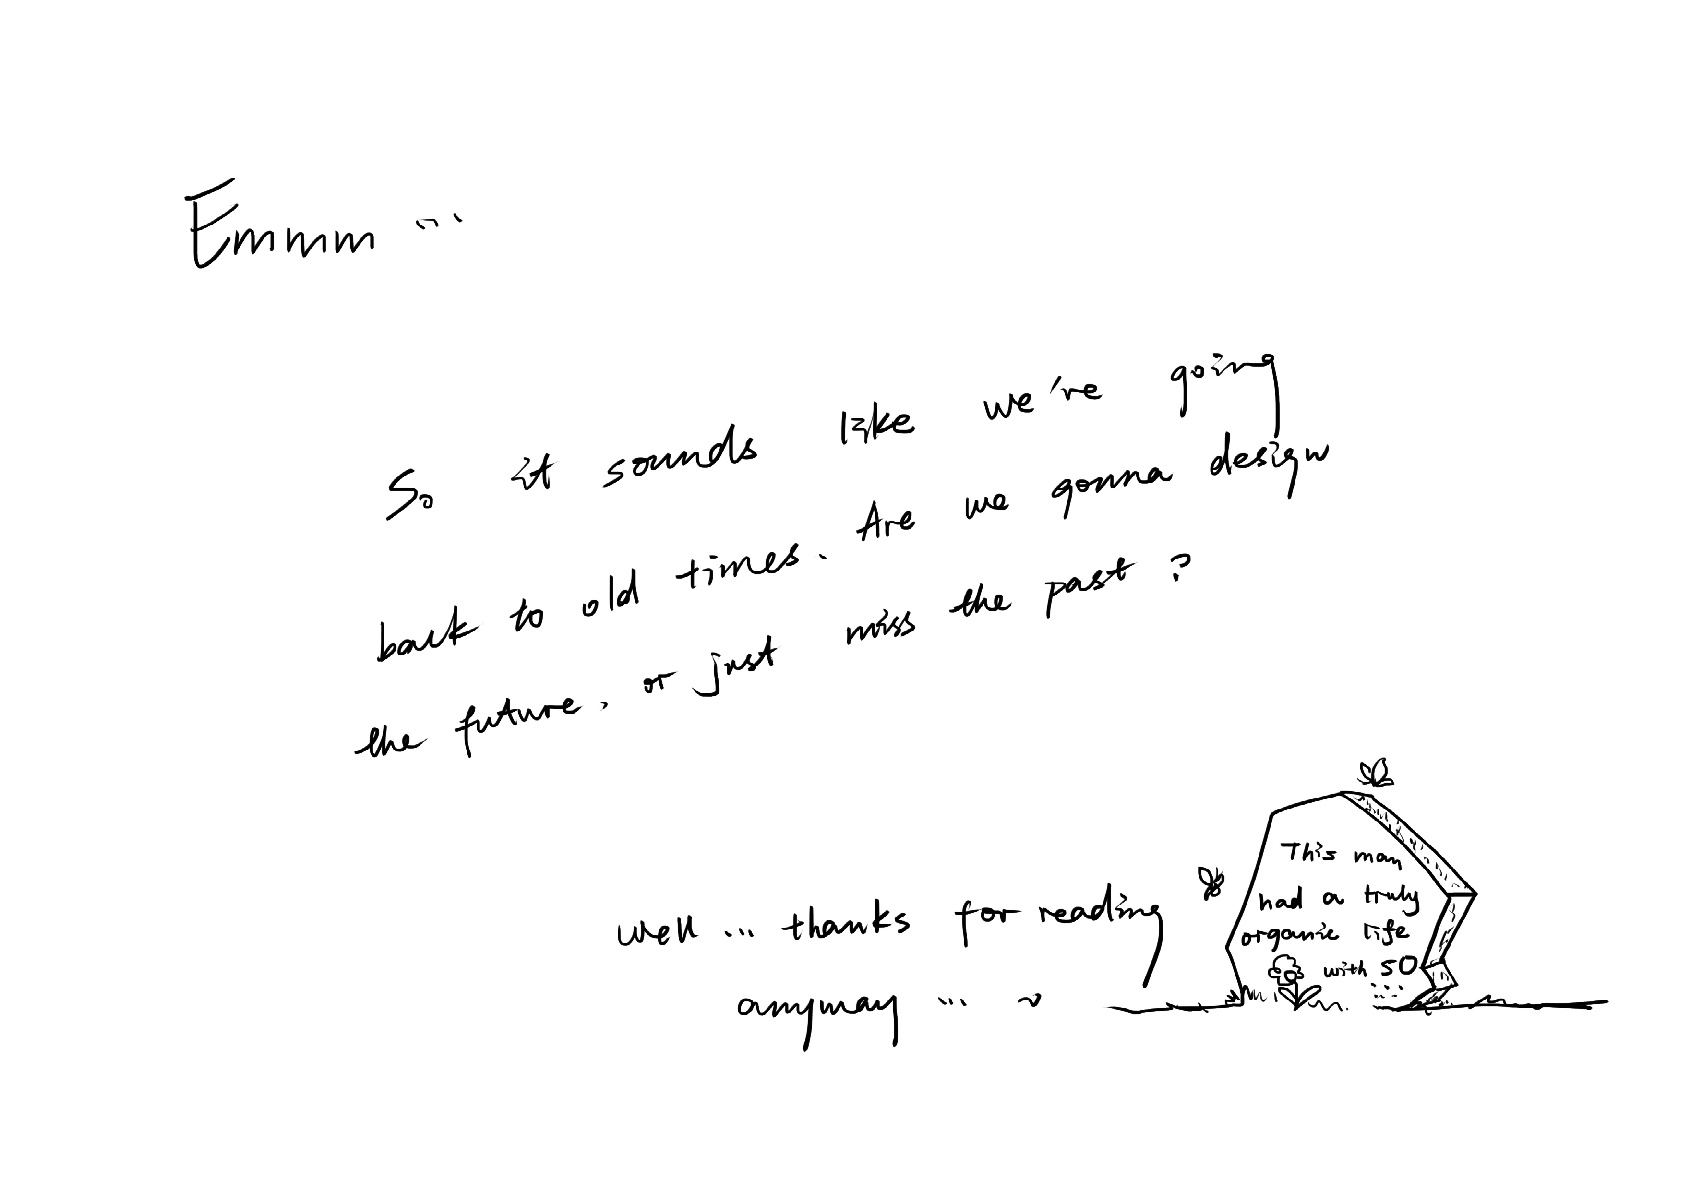 Emmm ...
So it sounds like we're going
back to old times. Are we gonna design
the future, or just miss the past?
Well ... thanks for reading
anyway ... ~
This man
had a truly
organic life
with SO